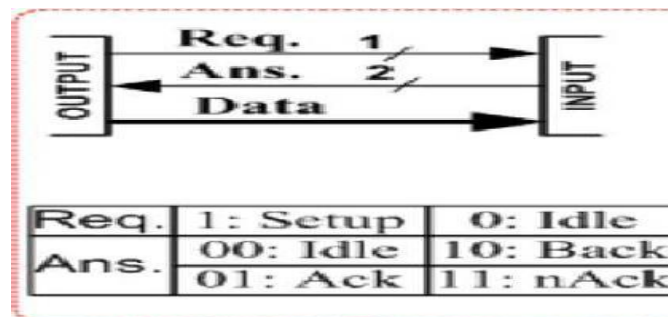 Req. 1
Ans. 2
Data
OUTPUT
INPUT
Req. 1: Setup 0: Idle
Ans. 00: Idle 10: Back
01: Ack 11: nAck